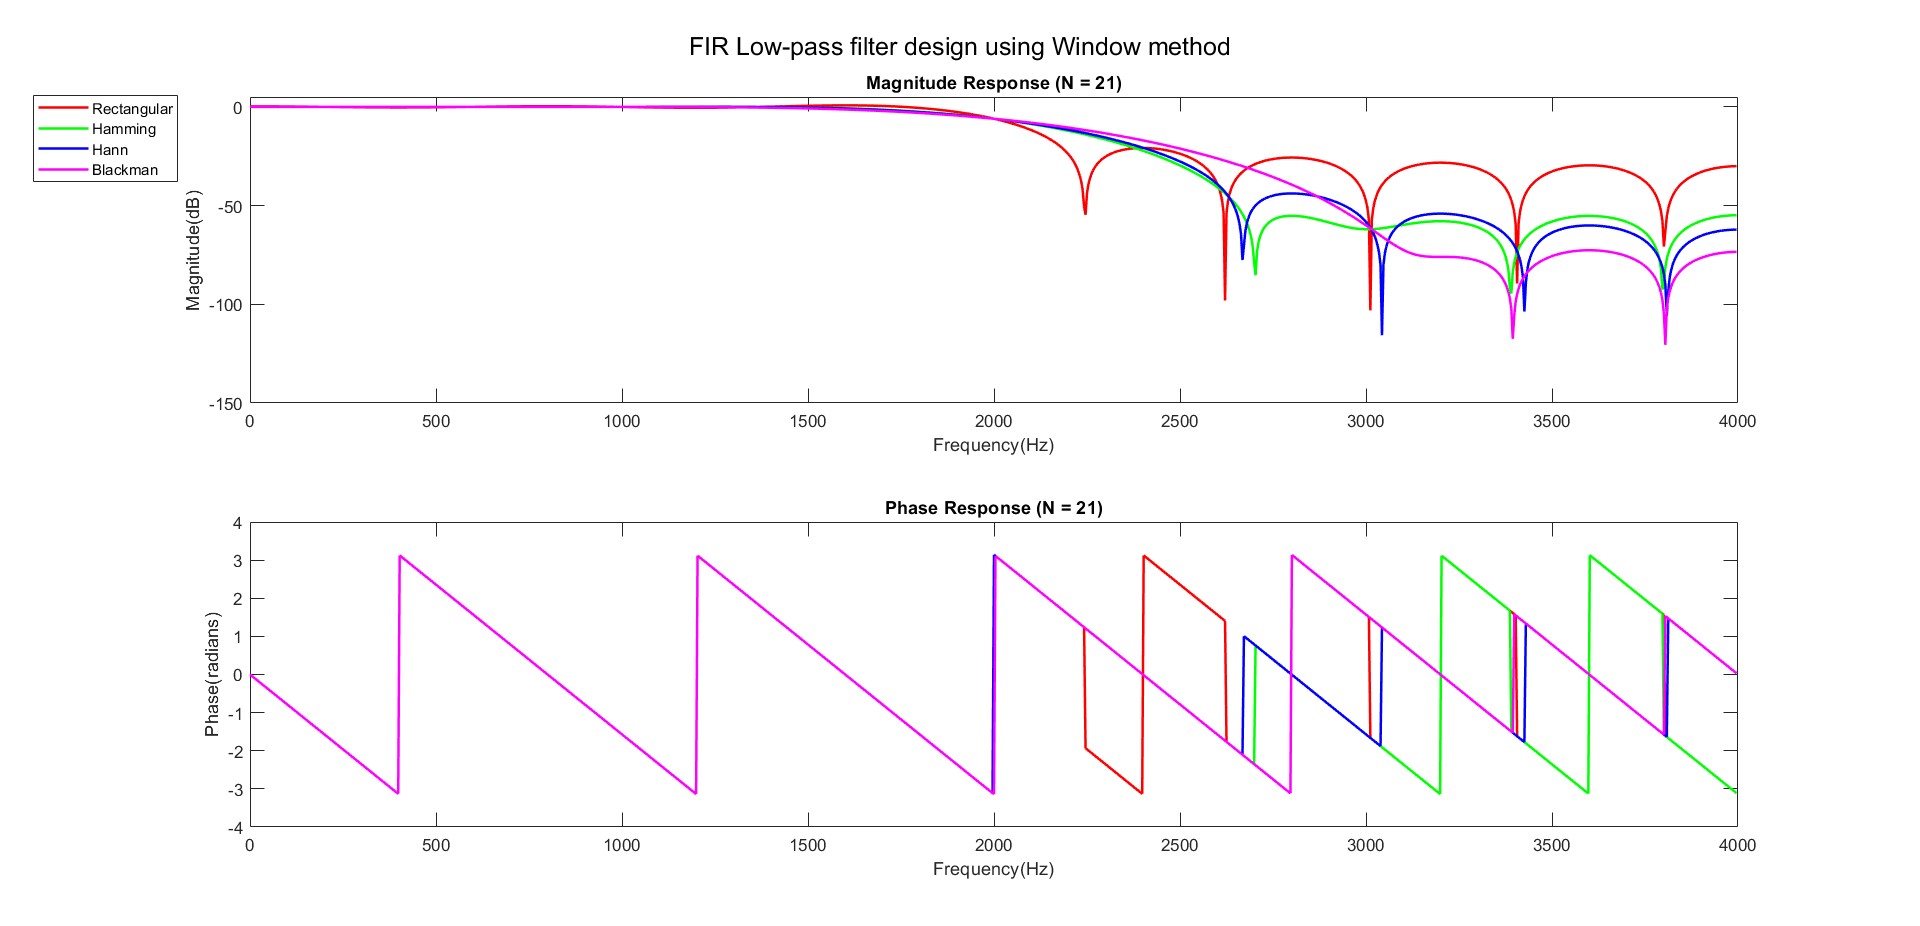 FIR Low-pass filter design using Window method
Magnitude Response (N = 21)
Rectangular
Hamming
Hann
Blackman
Magnitude(dB)
0
-50
-100
-150
0 500 1000 1500 2000 2500 3000 3500 4000
Frequency(Hz)
Phase Response (N = 21)
Phase(radians)
4
3
2
1
0
-1
-2
-3
-4
0 500 1000 1500 2000 2500 3000 3500 4000
Frequency(Hz)